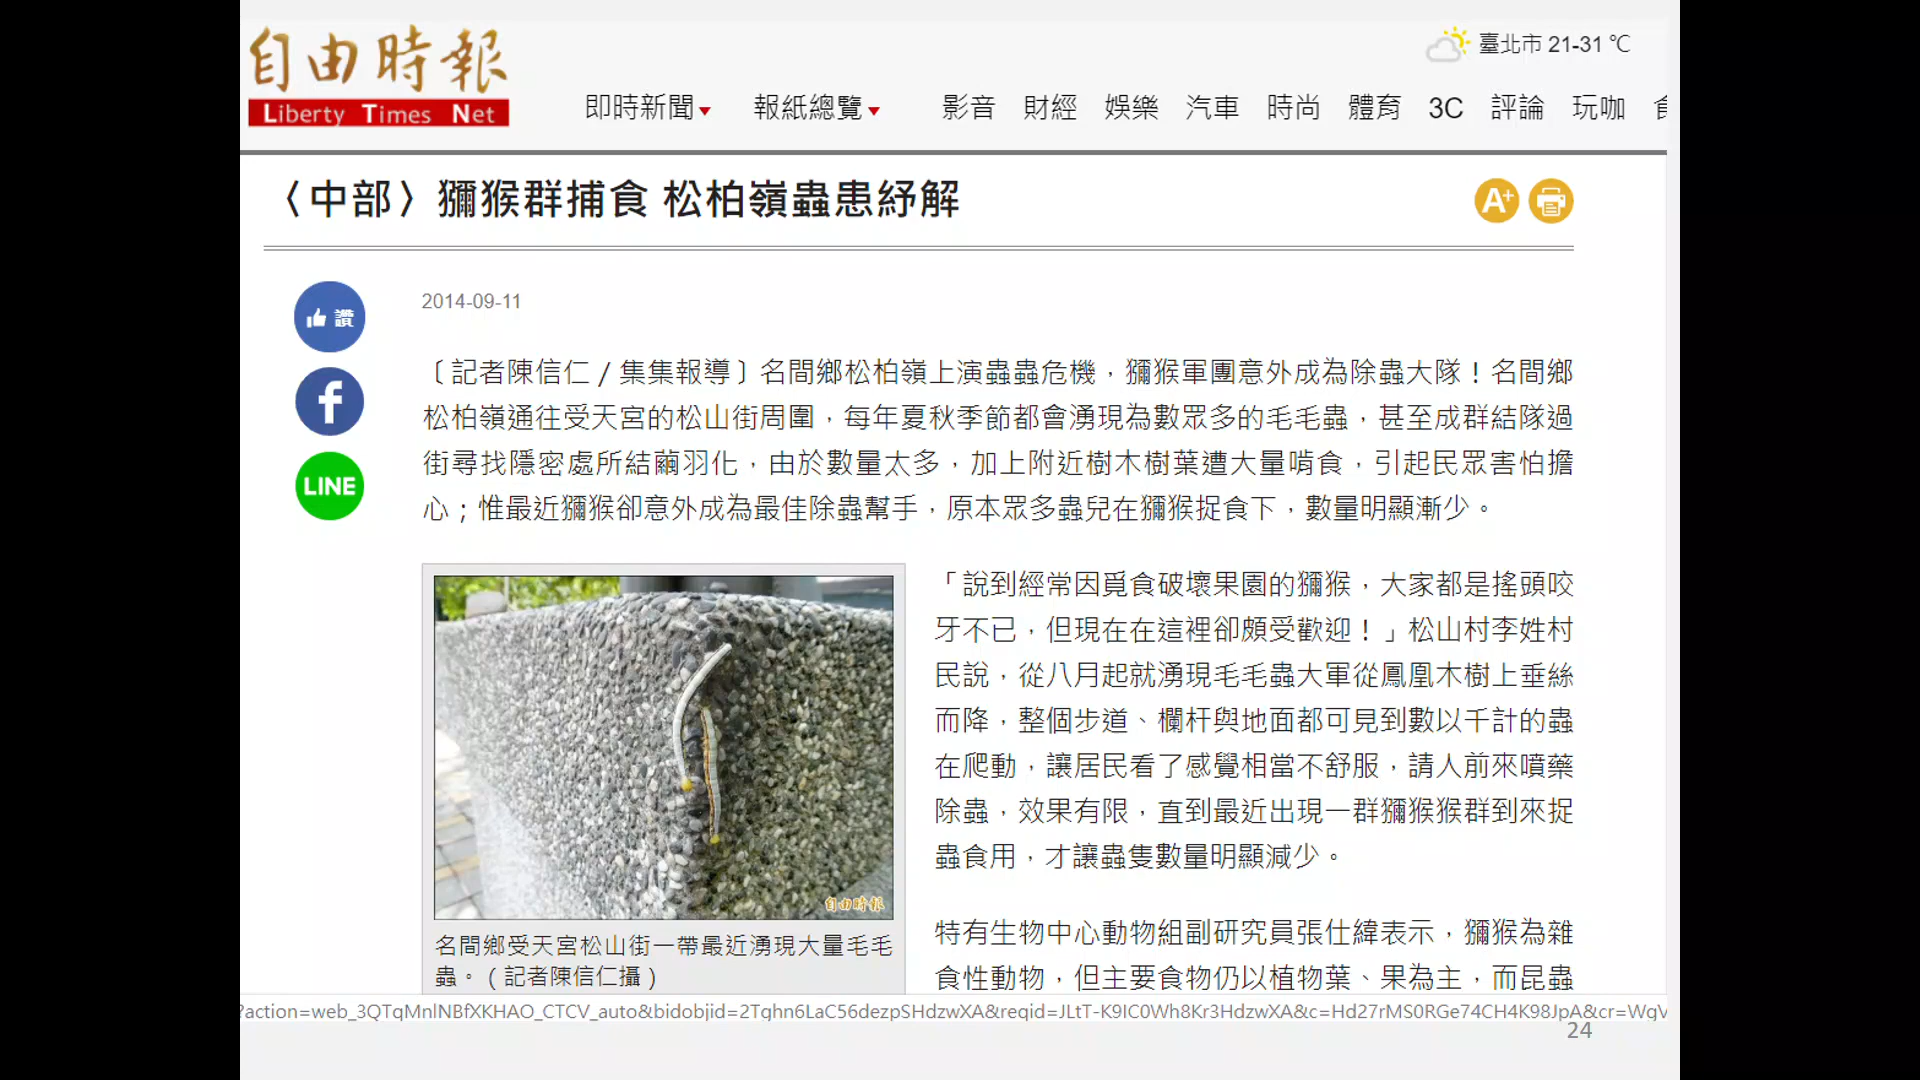 自由時報
Liberty Times Net
臺北市 21-31 ℃
即時新聞 報紙總覽 影音 財經 娛樂 汽車 時尚 體育 3C 評論 玩咖
〈中部〉獼猴群捕食 松柏嶺蟲患紓解
A+
讚
2014-09-11
LINE
〔記者陳信仁／集集報導〕名間鄉松柏嶺上演蟲蟲危機，獼猴軍團意外成為除蟲大隊！名間鄉
松柏嶺通往受天宮的松山街周圍，每年夏秋季節都會湧現為數眾多的毛毛蟲，甚至成群結隊過
街尋找隱密處所結繭羽化，由於數量太多，加上附近樹木樹葉遭大量啃食，引起民眾害怕擔
心；惟最近獼猴卻意外成為最佳除蟲幫手，原本眾多蟲兒在獼猴捉食下，數量明顯漸少。
「說到經常因覓食破壞果園的獼猴，大家都是搖頭咬
牙不已，但現在在這裡卻頗受歡迎！」松山村李姓村
民說，從八月起就湧現毛毛蟲大軍從鳳凰木樹上垂絲
而降，整個步道、欄杆與地面都可見到數以千計的蟲
在爬動，讓居民看了感覺相當不舒服，請人前來噴藥
除蟲，效果有限，直到最近出現一群獼猴猴群到來捉
蟲食用，才讓蟲隻數量明顯減少。
特有生物中心動物組副研究員張仕緯表示，獼猴為雜
食性動物，但主要食物仍以植物葉、果為主，而昆蟲
自由時報
名間鄉受天宮松山街一帶最近湧現大量毛毛
蟲。（記者陳信仁攝）
?action=web_3QTqMnlNBfXKHAO_CTCV_auto&bidobjid=2Tghn6LaC56dezpSHdzwXA&reqid=JLtT-K9IC0Wh8Kr3HdzwXA&c=Hd27rMS0RGe74CH4K98JpA&cr=WgV
24